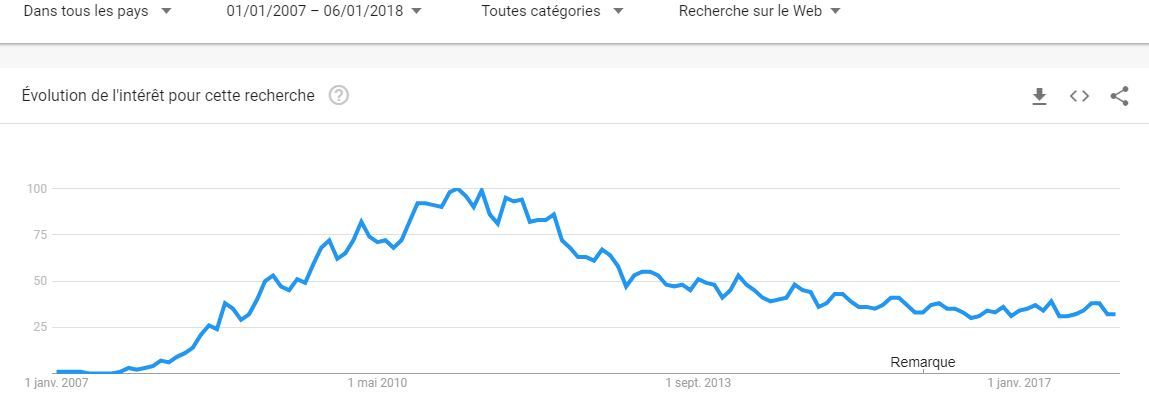 Dans tous les pays 01/01/2007 – 06/01/2018 Toutes catégories Recherche sur le Web
Évolution de l'intérêt pour cette recherche ?
100
75
50
25
Remarque
1 janv. 2007 1 mai 2010 1 sept. 2013 1 janv. 2017